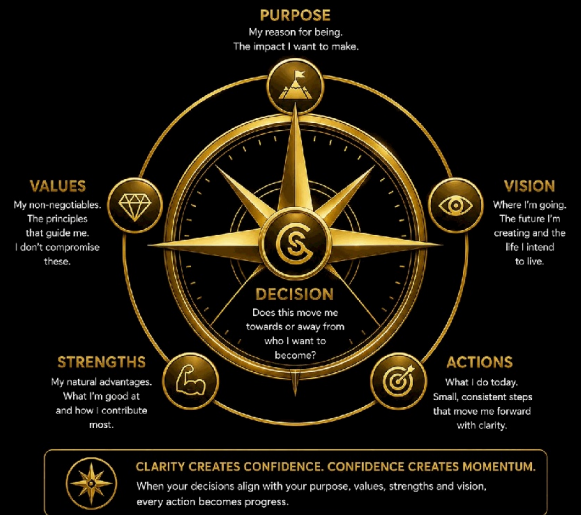 PURPOSE
My reason for being.
The impact I want to make.
VALUES
My non-negotiables.
The principles
that guide me.
I don't compromise
these.
VISION
Where I'm going.
The future I'm
creating and the
life I intend
to live.
DECISION
Does this move me
towards or away from
who I want to
become?
STRENGTHS
My natural advantages.
What I'm good at
and how I contribute
most.
ACTIONS
What I do today.
Small, consistent steps
that move me forward
with clarity.
CLARITY CREATES CONFIDENCE. CONFIDENCE CREATES MOMENTUM.
When your decisions align with your purpose, values, strengths and vision,
every action becomes progress.